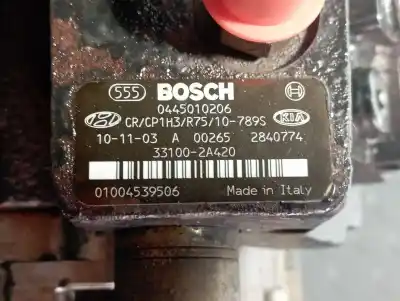 555 BOSCH
0445010206
CR/CP1H3/R75/10-789S KIA
10-11-03 A 00265 2840774
33100-2A420
01004539506 Made in Italy